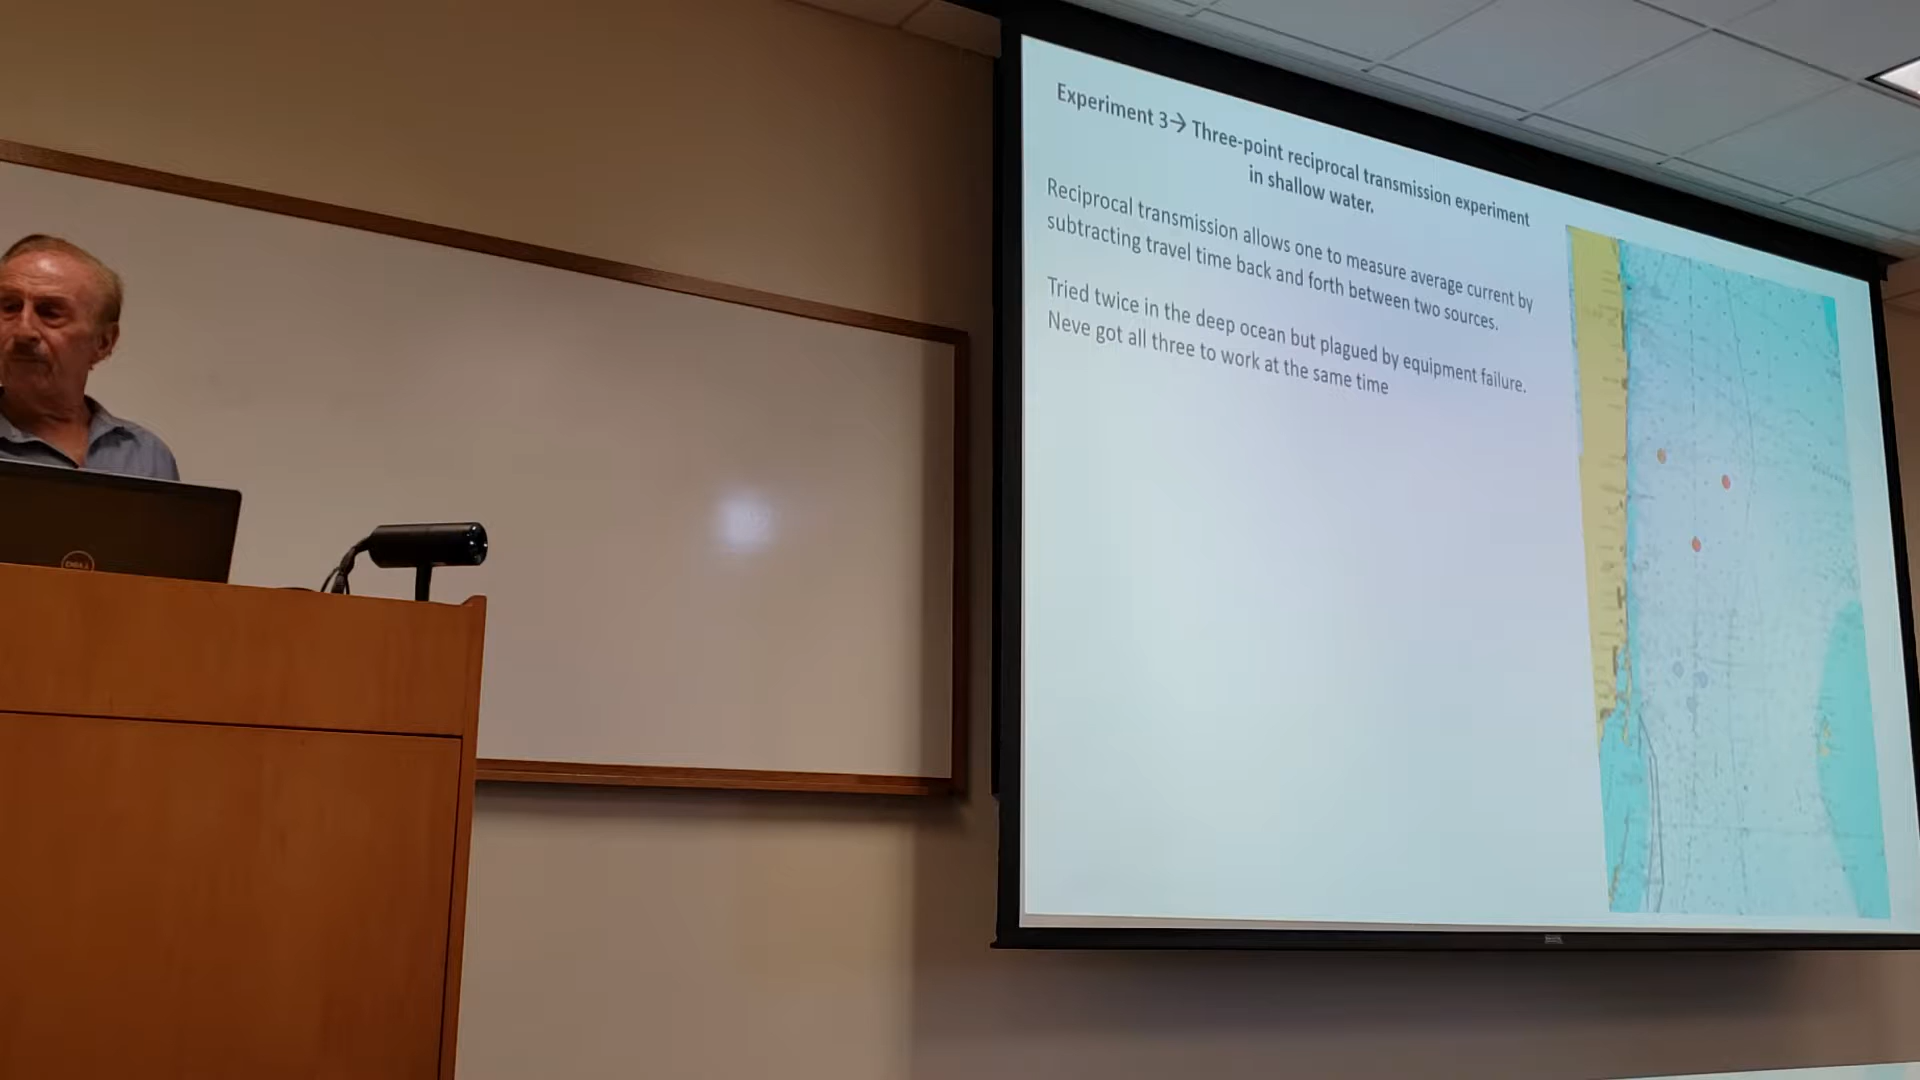 Experiment 3→ Three-point reciprocal transmission experiment
in shallow water.
Reciprocal transmission allows one to measure average current by
subtracting travel time back and forth between two sources.
Tried twice in the deep ocean but plagued by equipment failure.
Neve got all three to work at the same time
DELL